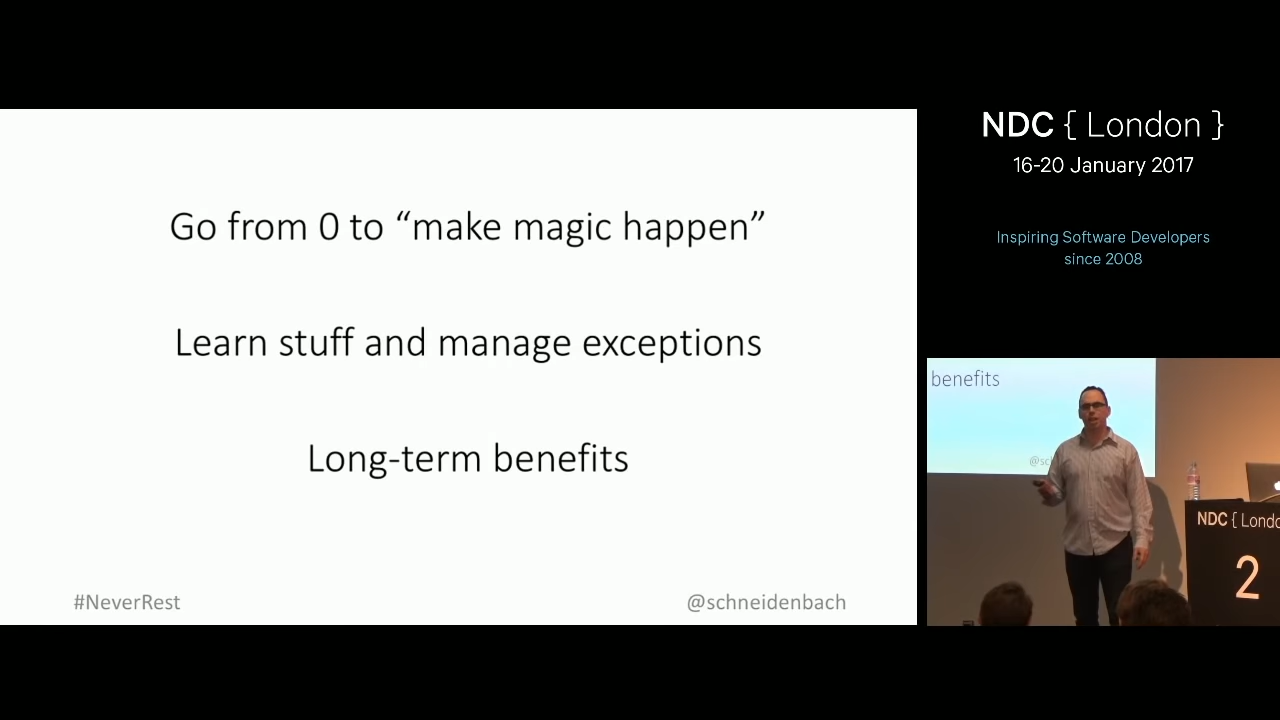 Go from 0 to “make magic happen”
Learn stuff and manage exceptions
Long-term benefits
#NeverRest
@schneidenbach
NDC { London }
16-20 January 2017
Inspiring Software Developers
since 2008
benefits
@sc
NDC { Londo
2